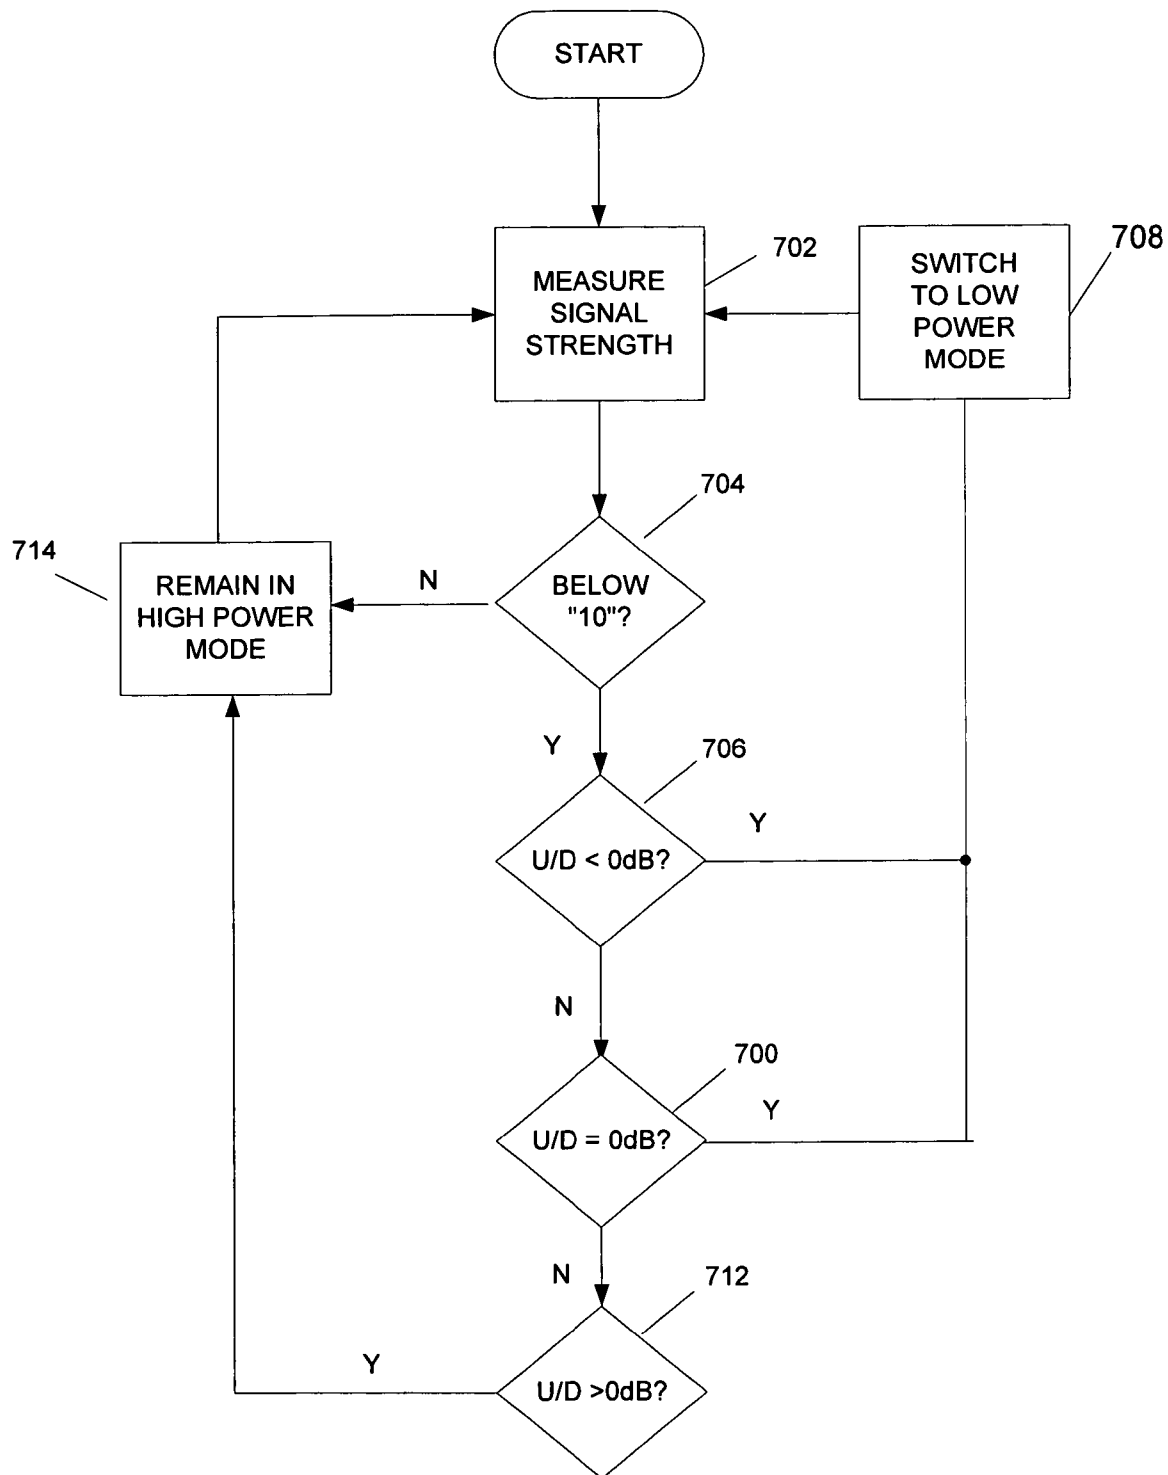 START
MEASURE
SIGNAL
STRENGTH
702
SWITCH
TO LOW
POWER
MODE
708
704
BELOW
"10"?
N
714
REMAIN IN
HIGH POWER
MODE
Y
706
U/D < 0dB?
Y
N
700
U/D = 0dB?
Y
N
712
U/D >0dB?
Y